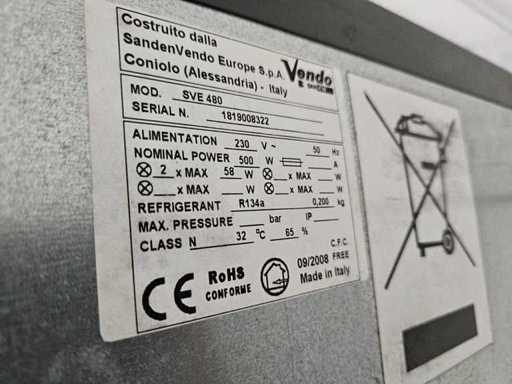 Costruito dalla
SandenVendo Europe S.p.A.
Coniolo (Alessandria) - Italy
Vendo
MOD. SVE 480
SERIAL N. 1819008322
ALIMENTATION 230 V ~ 50 Hz
NOMINAL POWER 500 W A
2 x MAX 58 W x MAX W
x MAX W x MAX W
REFRIGERANT R134a 0,200 kg
MAX. PRESSURE bar IP
CLASS N 32 °C 65 %
C.F.C.
09/2008 FREE
CE RoHS
CONFORME Made in Italy